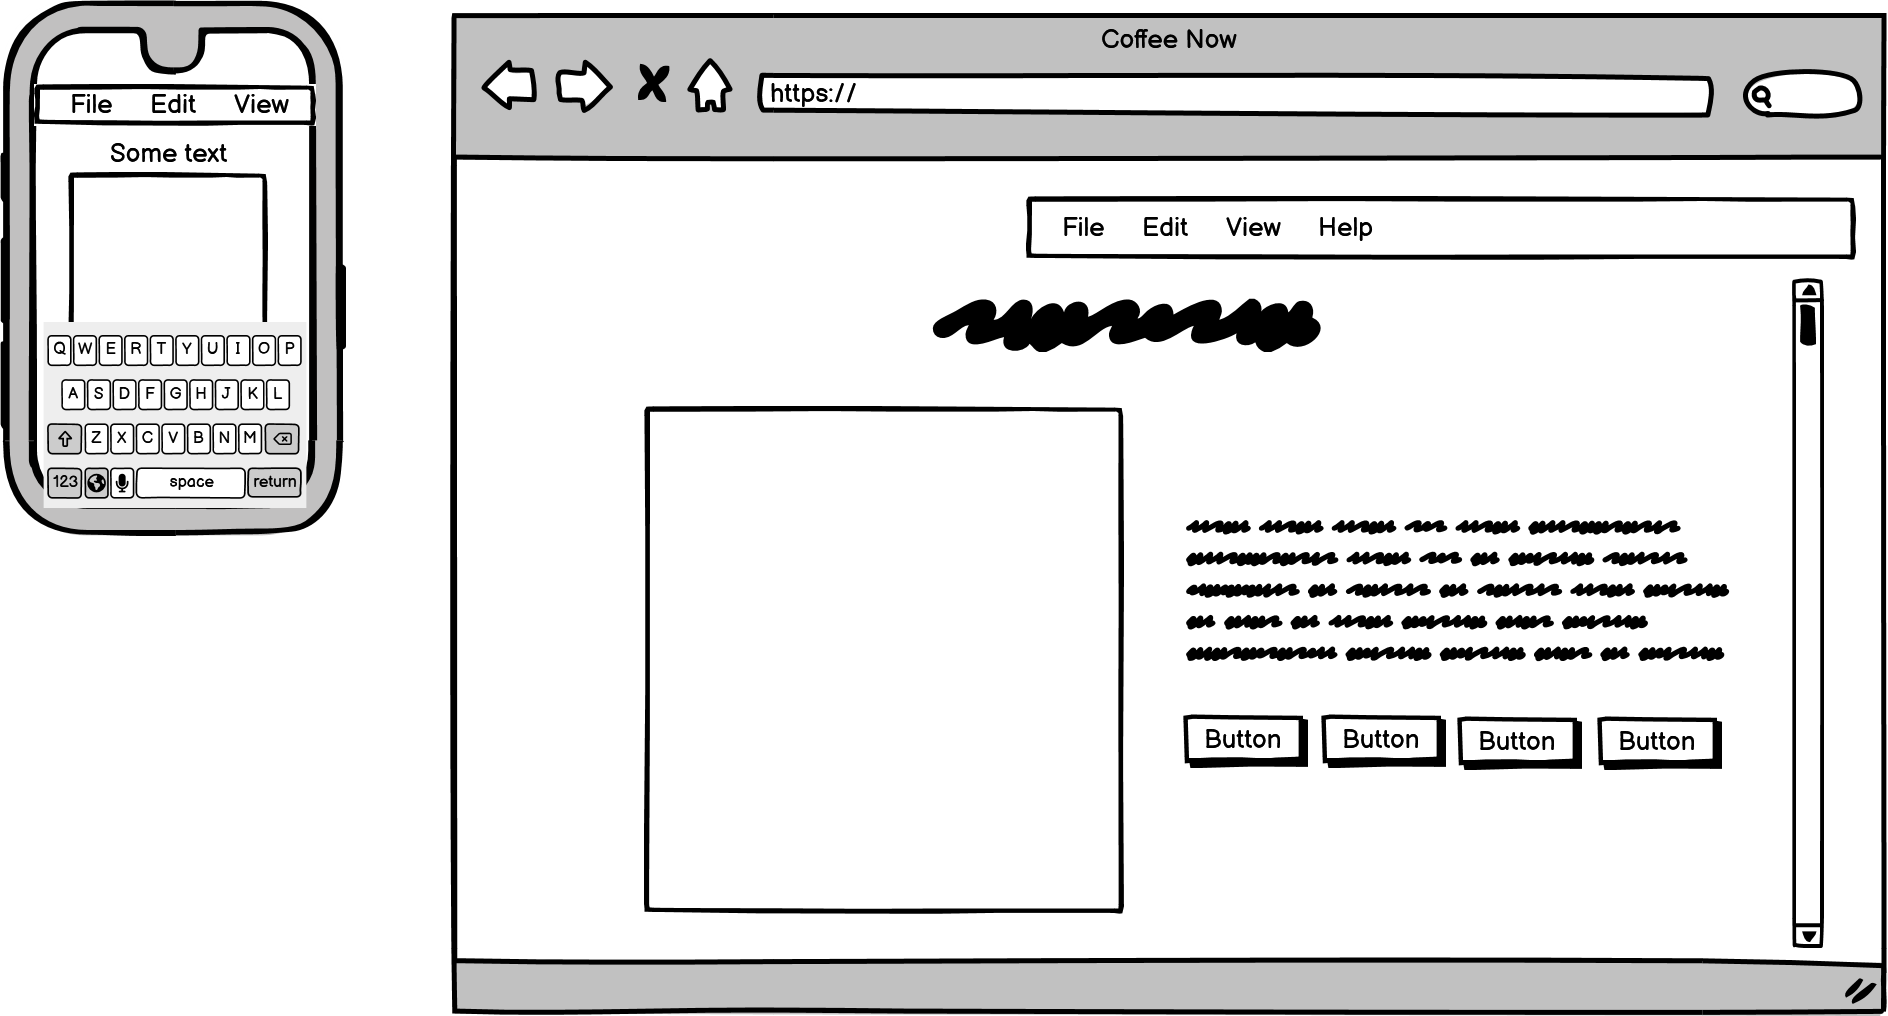 File Edit View
Some text
Q W E R T Y U I O P
A S D F G H J K L
Z X C V B N M
123 space return
Coffee Now
https://
File Edit View Help
Button Button Button Button